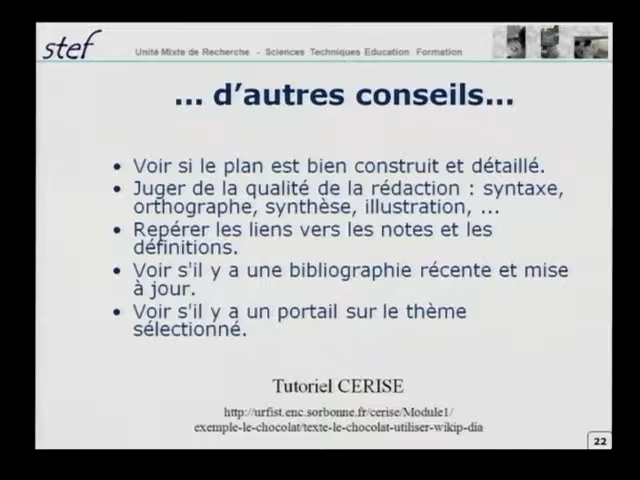 stef
Unité Mixte de Recherche - Sciences Techniques Education Formation
... d'autres conseils...
• Voir si le plan est bien construit et détaillé.
• Juger de la qualité de la rédaction : syntaxe,
orthographe, synthèse, illustration, ...
• Repérer les liens vers les notes et les
définitions.
• Voir s'il y a une bibliographie récente et mise
à jour.
• Voir s'il y a un portail sur le thème
sélectionné.
Tutoriel CERISE
http://urfist.enc.sorbonne.fr/cerise/Module1/
exemple-le-chocolat/texte-le-chocolat-utiliser-wikip-dia
22